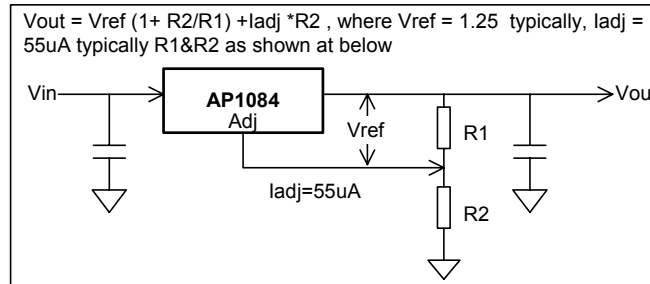 Vout = Vref (1+ R2/R1) +Iadj *R2 , where Vref = 1.25 typically, Iadj =
55uA typically R1&R2 as shown at below
Vin
AP1084
Adj
Vref
R1
Vou
Iadj=55uA
R2